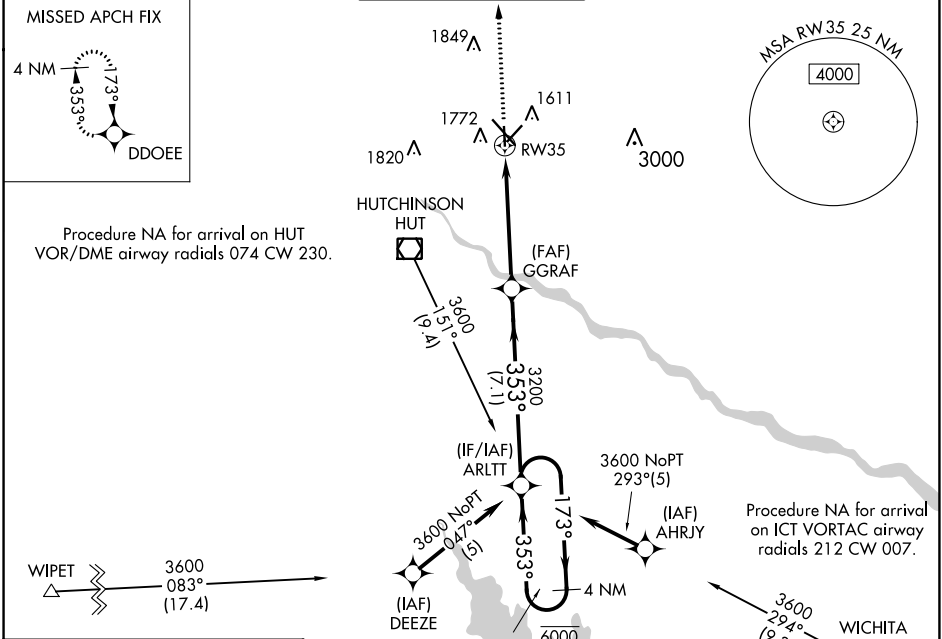 MISSED APCH FIX
4 NM
353°
173°
DDOEE
1849
1772
1611
1820
RW35
3000
MSA RW35 25 NM
4000
HUTCHINSON
HUT
Procedure NA for arrival on HUT
VOR/DME airway radials 074 CW 230.
(FAF)
GGRAF
3600
151°
(9.4)
3200
353°
(7.1)
(IF/IAF)
ARLTT
3600 NoPT
293°(5)
(IAF)
AHRJY
Procedure NA for arrival
on ICT VORTAC airway
radials 212 CW 007.
3600 NoPT
047°
(5)
353°
173°
4 NM
WIPET
3600
083°
(17.4)
(IAF)
DEEZE
6000
3600
294°
WICHITA